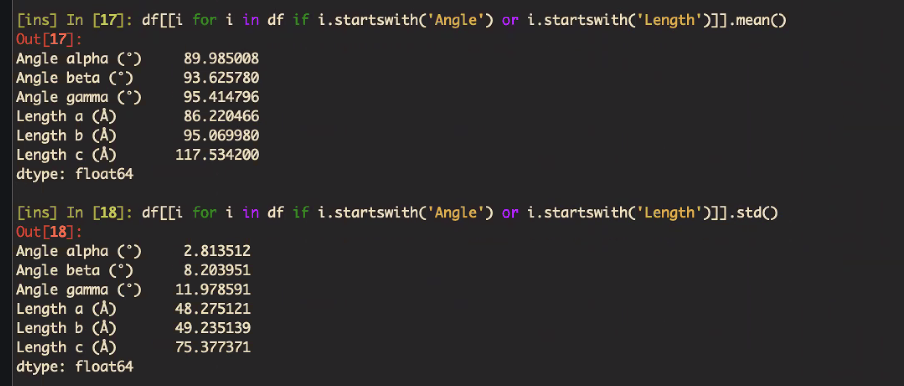 [ins] In [17]: df[[i for i in df if i.startswith('Angle') or i.startswith('Length')]].mean()
Out[17]:
Angle alpha (°)     89.985008
Angle beta (°)      93.625780
Angle gamma (°)     95.414796
Length a (Å)        86.220466
Length b (Å)        95.069980
Length c (Å)       117.534200
dtype: float64
[ins] In [18]: df[[i for i in df if i.startswith('Angle') or i.startswith('Length')]].std()
Out[18]:
Angle alpha (°)     2.813512
Angle beta (°)      8.203951
Angle gamma (°)    11.978591
Length a (Å)       48.275121
Length b (Å)       49.235139
Length c (Å)       75.377371
dtype: float64